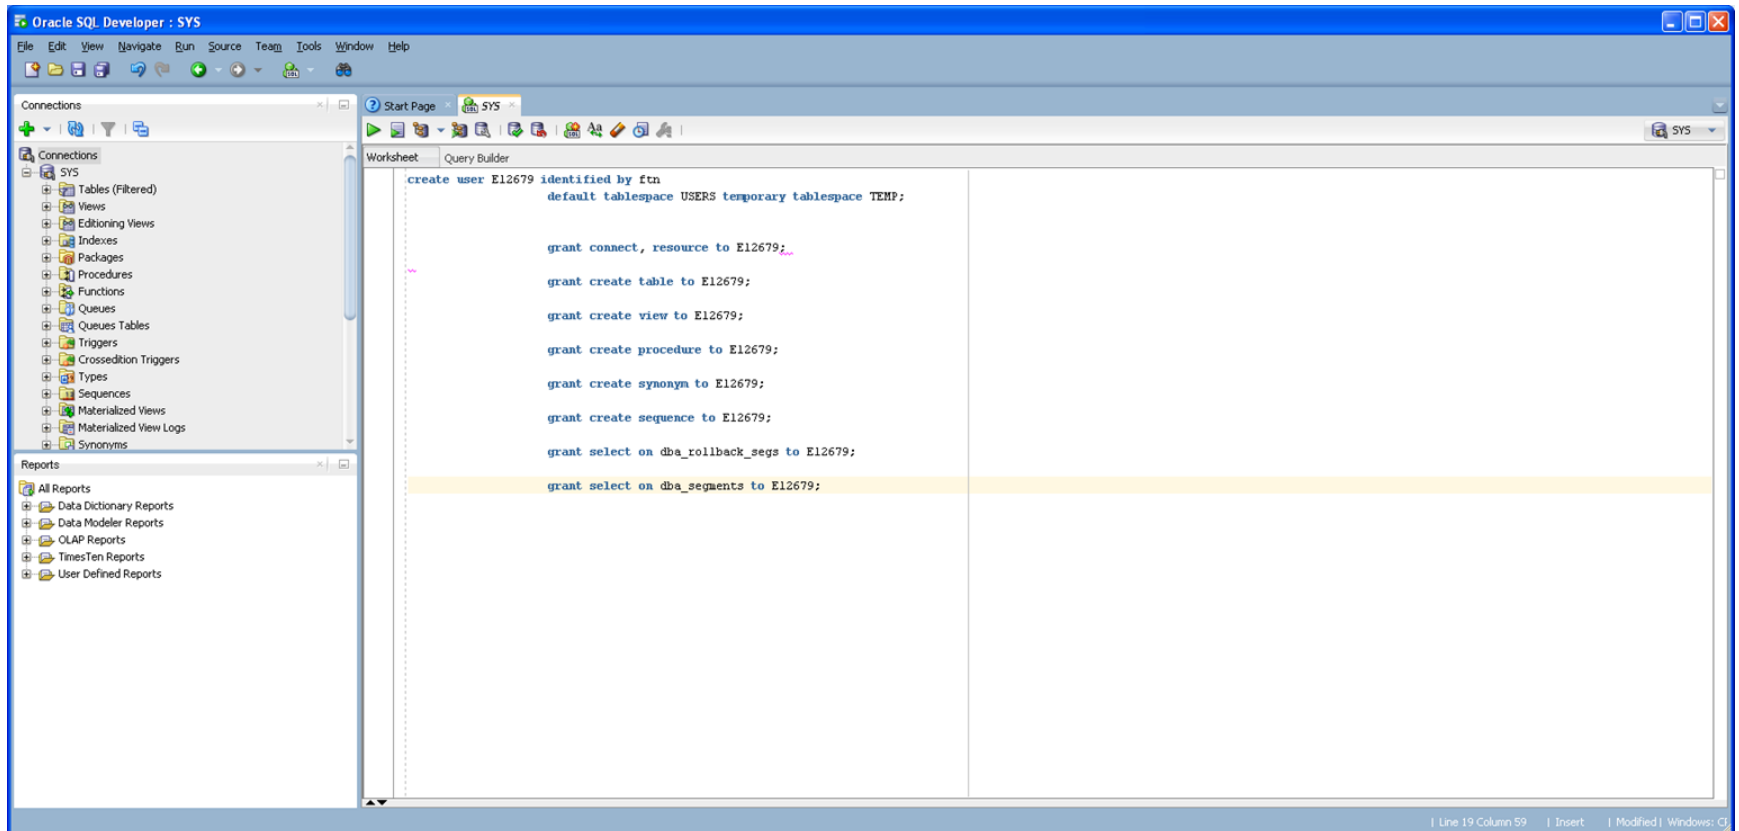 Oracle SQL Developer : SYS
File Edit View Navigate Run Source Team Tools Window Help
Connections
Start Page
SYS
SYS
Connections
SYS
Tables (Filtered)
Views
Editioning Views
Indexes
Packages
Procedures
Functions
Queues
Queues Tables
Triggers
Crossedition Triggers
Types
Sequences
Materialized Views
Materialized View Logs
Synonyms
Reports
All Reports
Data Dictionary Reports
Data Modeler Reports
OLAP Reports
TimesTen Reports
User Defined Reports
Worksheet Query Builder
create user E12679 identified by ftn
default tablespace USERS temporary tablespace TEMP;
grant connect, resource to E12679;
grant create table to E12679;
grant create view to E12679;
grant create procedure to E12679;
grant create synonym to E12679;
grant create sequence to E12679;
grant select on dba_rollback_segs to E12679;
grant select on dba_segments to E12679;
| Line 19 Column 59 | Insert | Modified | Windows: